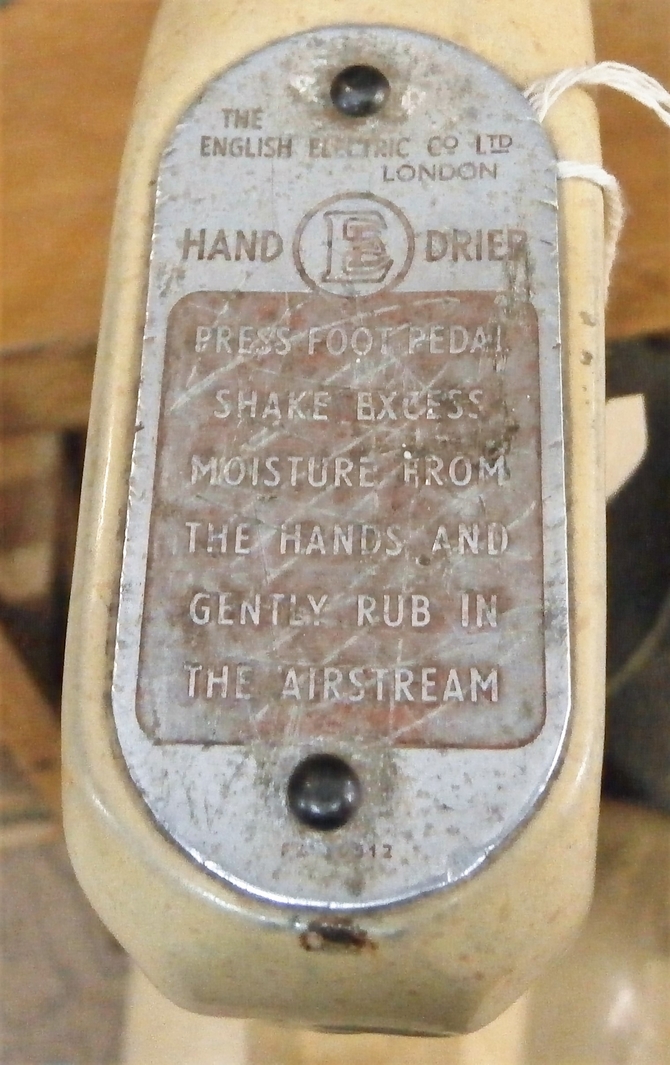 THE
ENGLISH ELECTRIC Co LTD
LONDON
HAND E DRIER
PRESS FOOT PEDAL
SHAKE EXCESS
MOISTURE FROM
THE HANDS AND
GENTLY RUB IN
THE AIRSTREAM